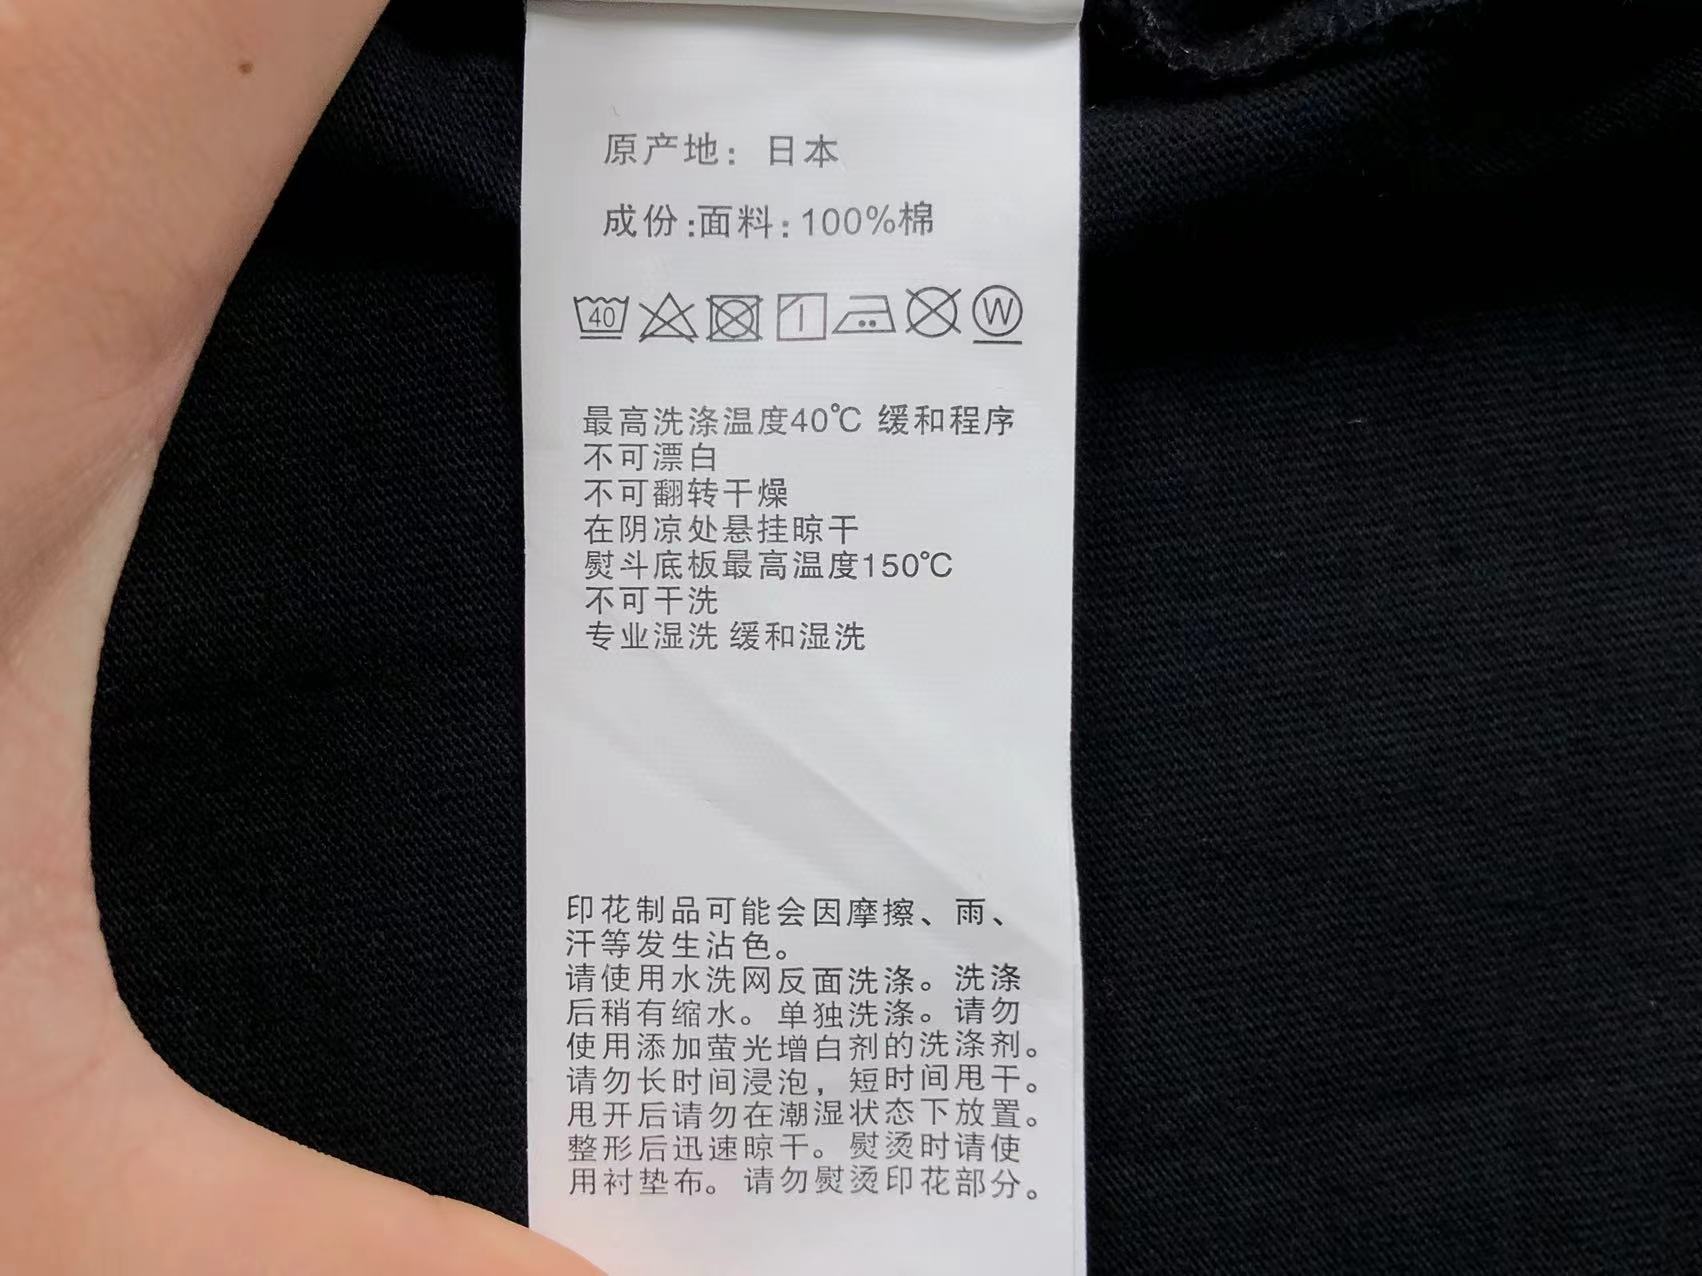 原产地：日本
成份:面料:100%棉
40 W
最高洗涤温度40℃ 缓和程序
不可漂白
不可翻转干燥
在阴凉处悬挂晾干
熨斗底板最高温度150℃
不可干洗
专业湿洗 缓和湿洗
印花制品可能会因摩擦、雨、
汗等发生沾色。
请使用水洗网反面洗涤。洗涤
后稍有缩水。单独洗涤。请勿
使用添加萤光增白剂的洗涤剂。
请勿长时间浸泡，短时间甩干。
甩开后请勿在潮湿状态下放置。
整形后迅速晾干。熨烫时请使
用衬垫布。请勿熨烫印花部分。